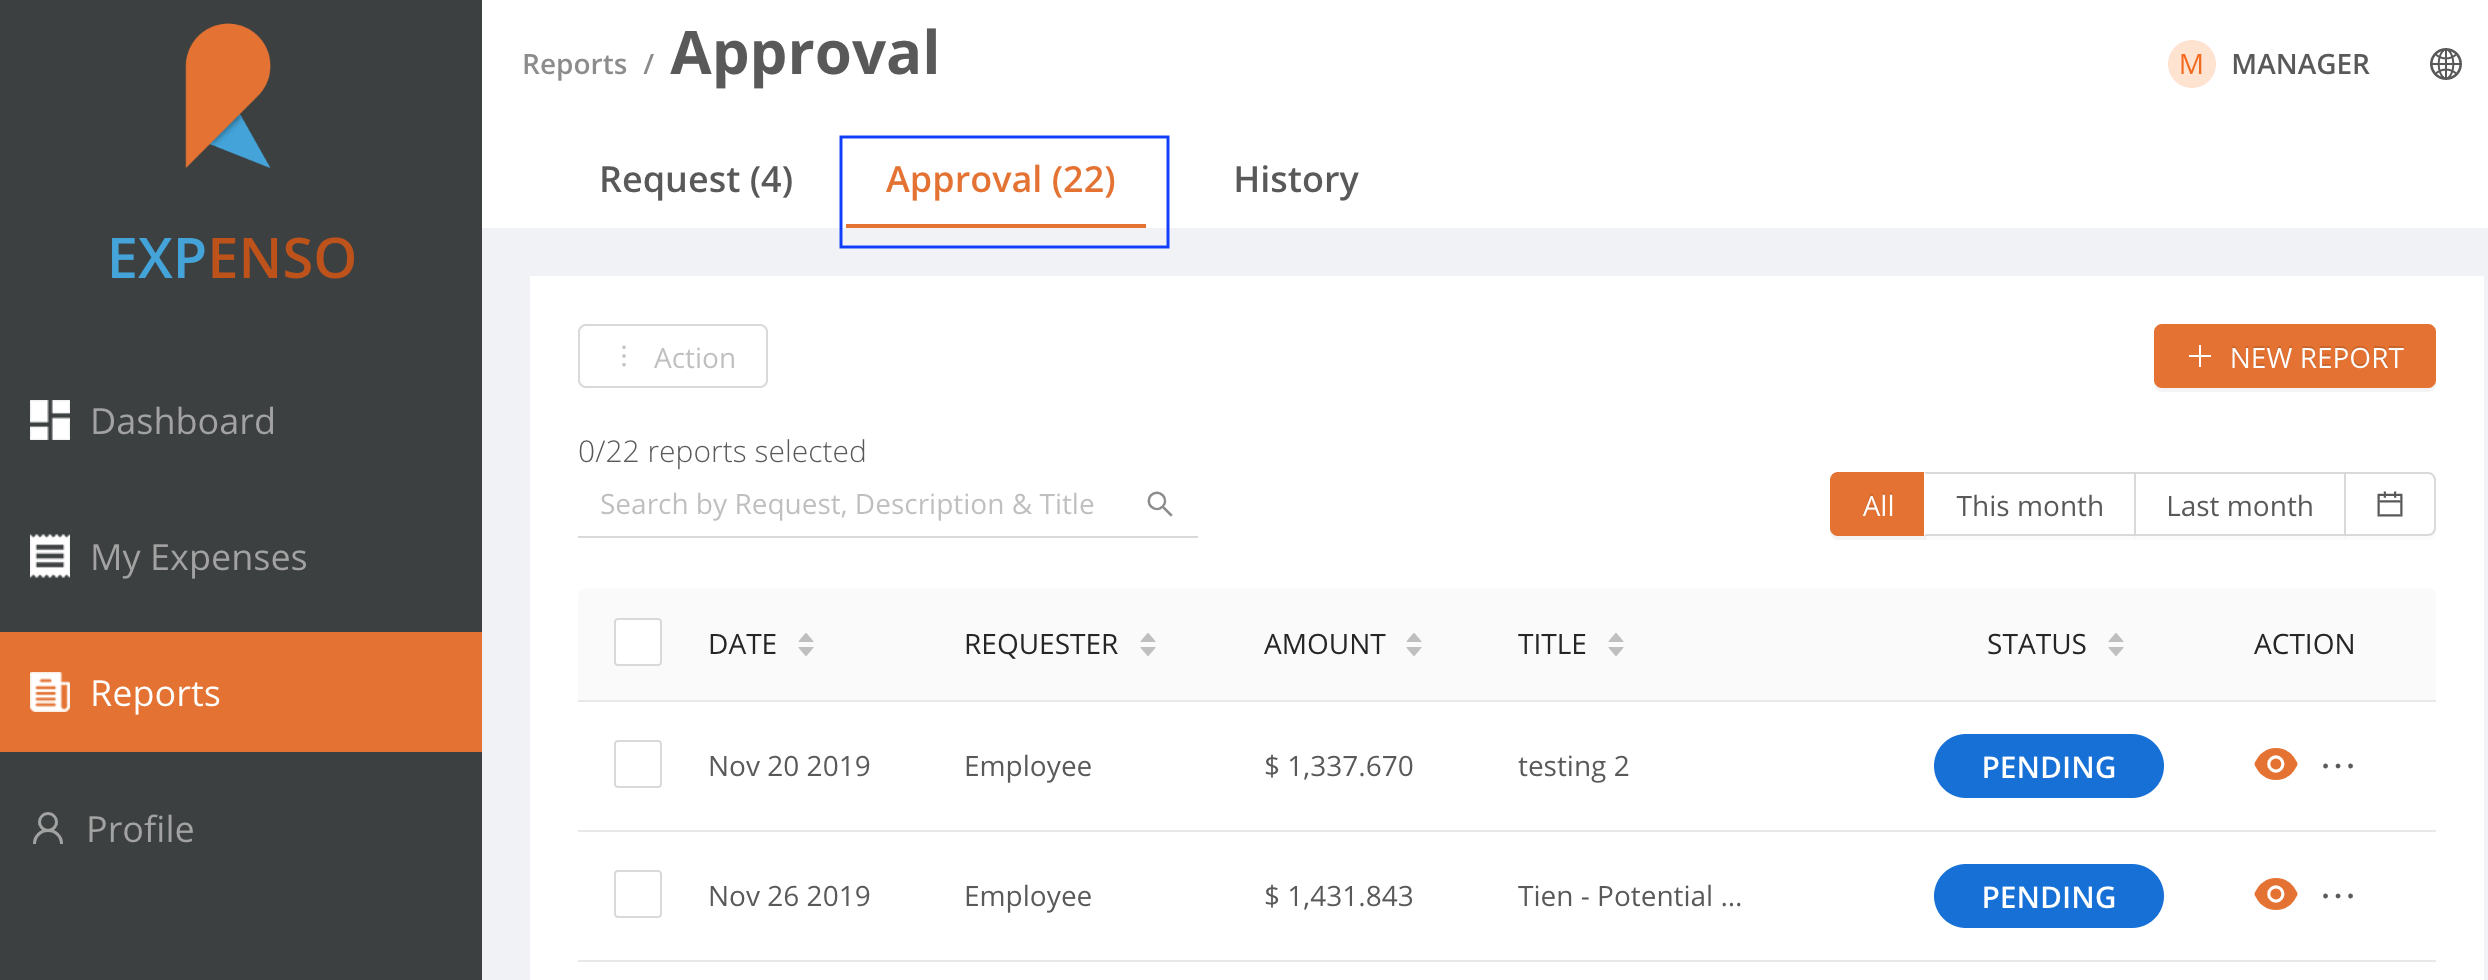 EXPENSO
Dashboard
My Expenses
Reports
Profile
Reports / Approval
M MANAGER
Request (4) Approval (22) History
Action
+ NEW REPORT
0/22 reports selected
Search by Request, Description & Title
All This month Last month
DATE REQUESTER AMOUNT TITLE STATUS ACTION
Nov 20 2019 Employee $ 1,337.670 testing 2 PENDING ...
Nov 26 2019 Employee $ 1,431.843 Tien - Potential ... PENDING ...